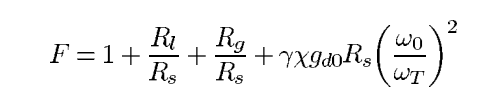 F = 1 + \frac{R_l}{R_s} + \frac{R_g}{R_s} + \gamma \chi g_{d0} R_s \left( \frac{\omega_0}{\omega_T} \right)^2